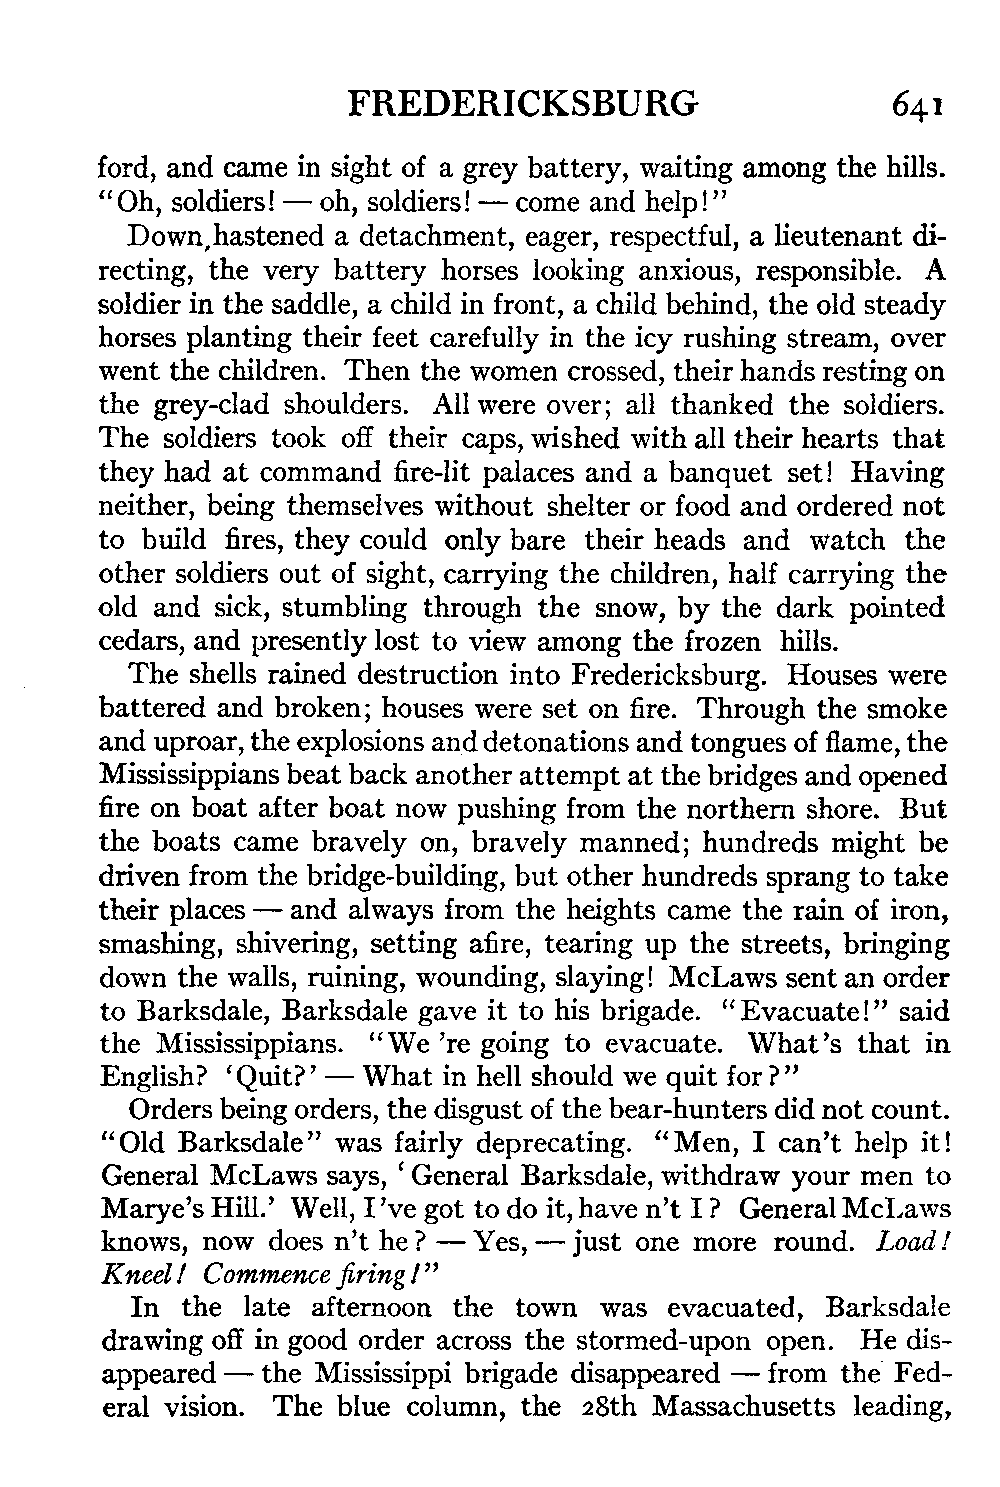 FREDERICKSBURG 641
ford, and came in sight of a grey battery, waiting among the hills.
"Oh, soldiers! — oh, soldiers! — come and help!"
Down,hastened a detachment, eager, respectful, a lieutenant di-
recting, the very battery horses looking anxious, responsible. A
soldier in the saddle, a child in front, a child behind, the old steady
horses planting their feet carefully in the icy rushing stream, over
went the children. Then the women crossed, their hands resting on
the grey-clad shoulders. All were over; all thanked the soldiers.
The soldiers took off their caps, wished with all their hearts that
they had at command fire-lit palaces and a banquet set! Having
neither, being themselves without shelter or food and ordered not
to build fires, they could only bare their heads and watch the
other soldiers out of sight, carrying the children, half carrying the
old and sick, stumbling through the snow, by the dark pointed
cedars, and presently lost to view among the frozen hills.
The shells rained destruction into Fredericksburg. Houses were
battered and broken; houses were set on fire. Through the smoke
and uproar, the explosions and detonations and tongues of flame, the
Mississippians beat back another attempt at the bridges and opened
fire on boat after boat now pushing from the northern shore. But
the boats came bravely on, bravely manned; hundreds might be
driven from the bridge-building, but other hundreds sprang to take
their places — and always from the heights came the rain of iron,
smashing, shivering, setting afire, tearing up the streets, bringing
down the walls, ruining, wounding, slaying! McLaws sent an order
to Barksdale, Barksdale gave it to his brigade. "Evacuate!" said
the Mississippians. "We 're going to evacuate. What's that in
English? 'Quit?' — What in hell should we quit for?"
Orders being orders, the disgust of the bear-hunters did not count.
"Old Barksdale" was fairly deprecating. "Men, I can't help it!
General McLaws says, 'General Barksdale, withdraw your men to
Marye's Hill.' Well, I've got to do it, have n't I? General McLaws
knows, now does n't he? — Yes, — just one more round. Load!
Kneel! Commence firing!"
In the late afternoon the town was evacuated, Barksdale
drawing off in good order across the stormed-upon open. He dis-
appeared — the Mississippi brigade disappeared — from the Fed-
eral vision. The blue column, the 28th Massachusetts leading,